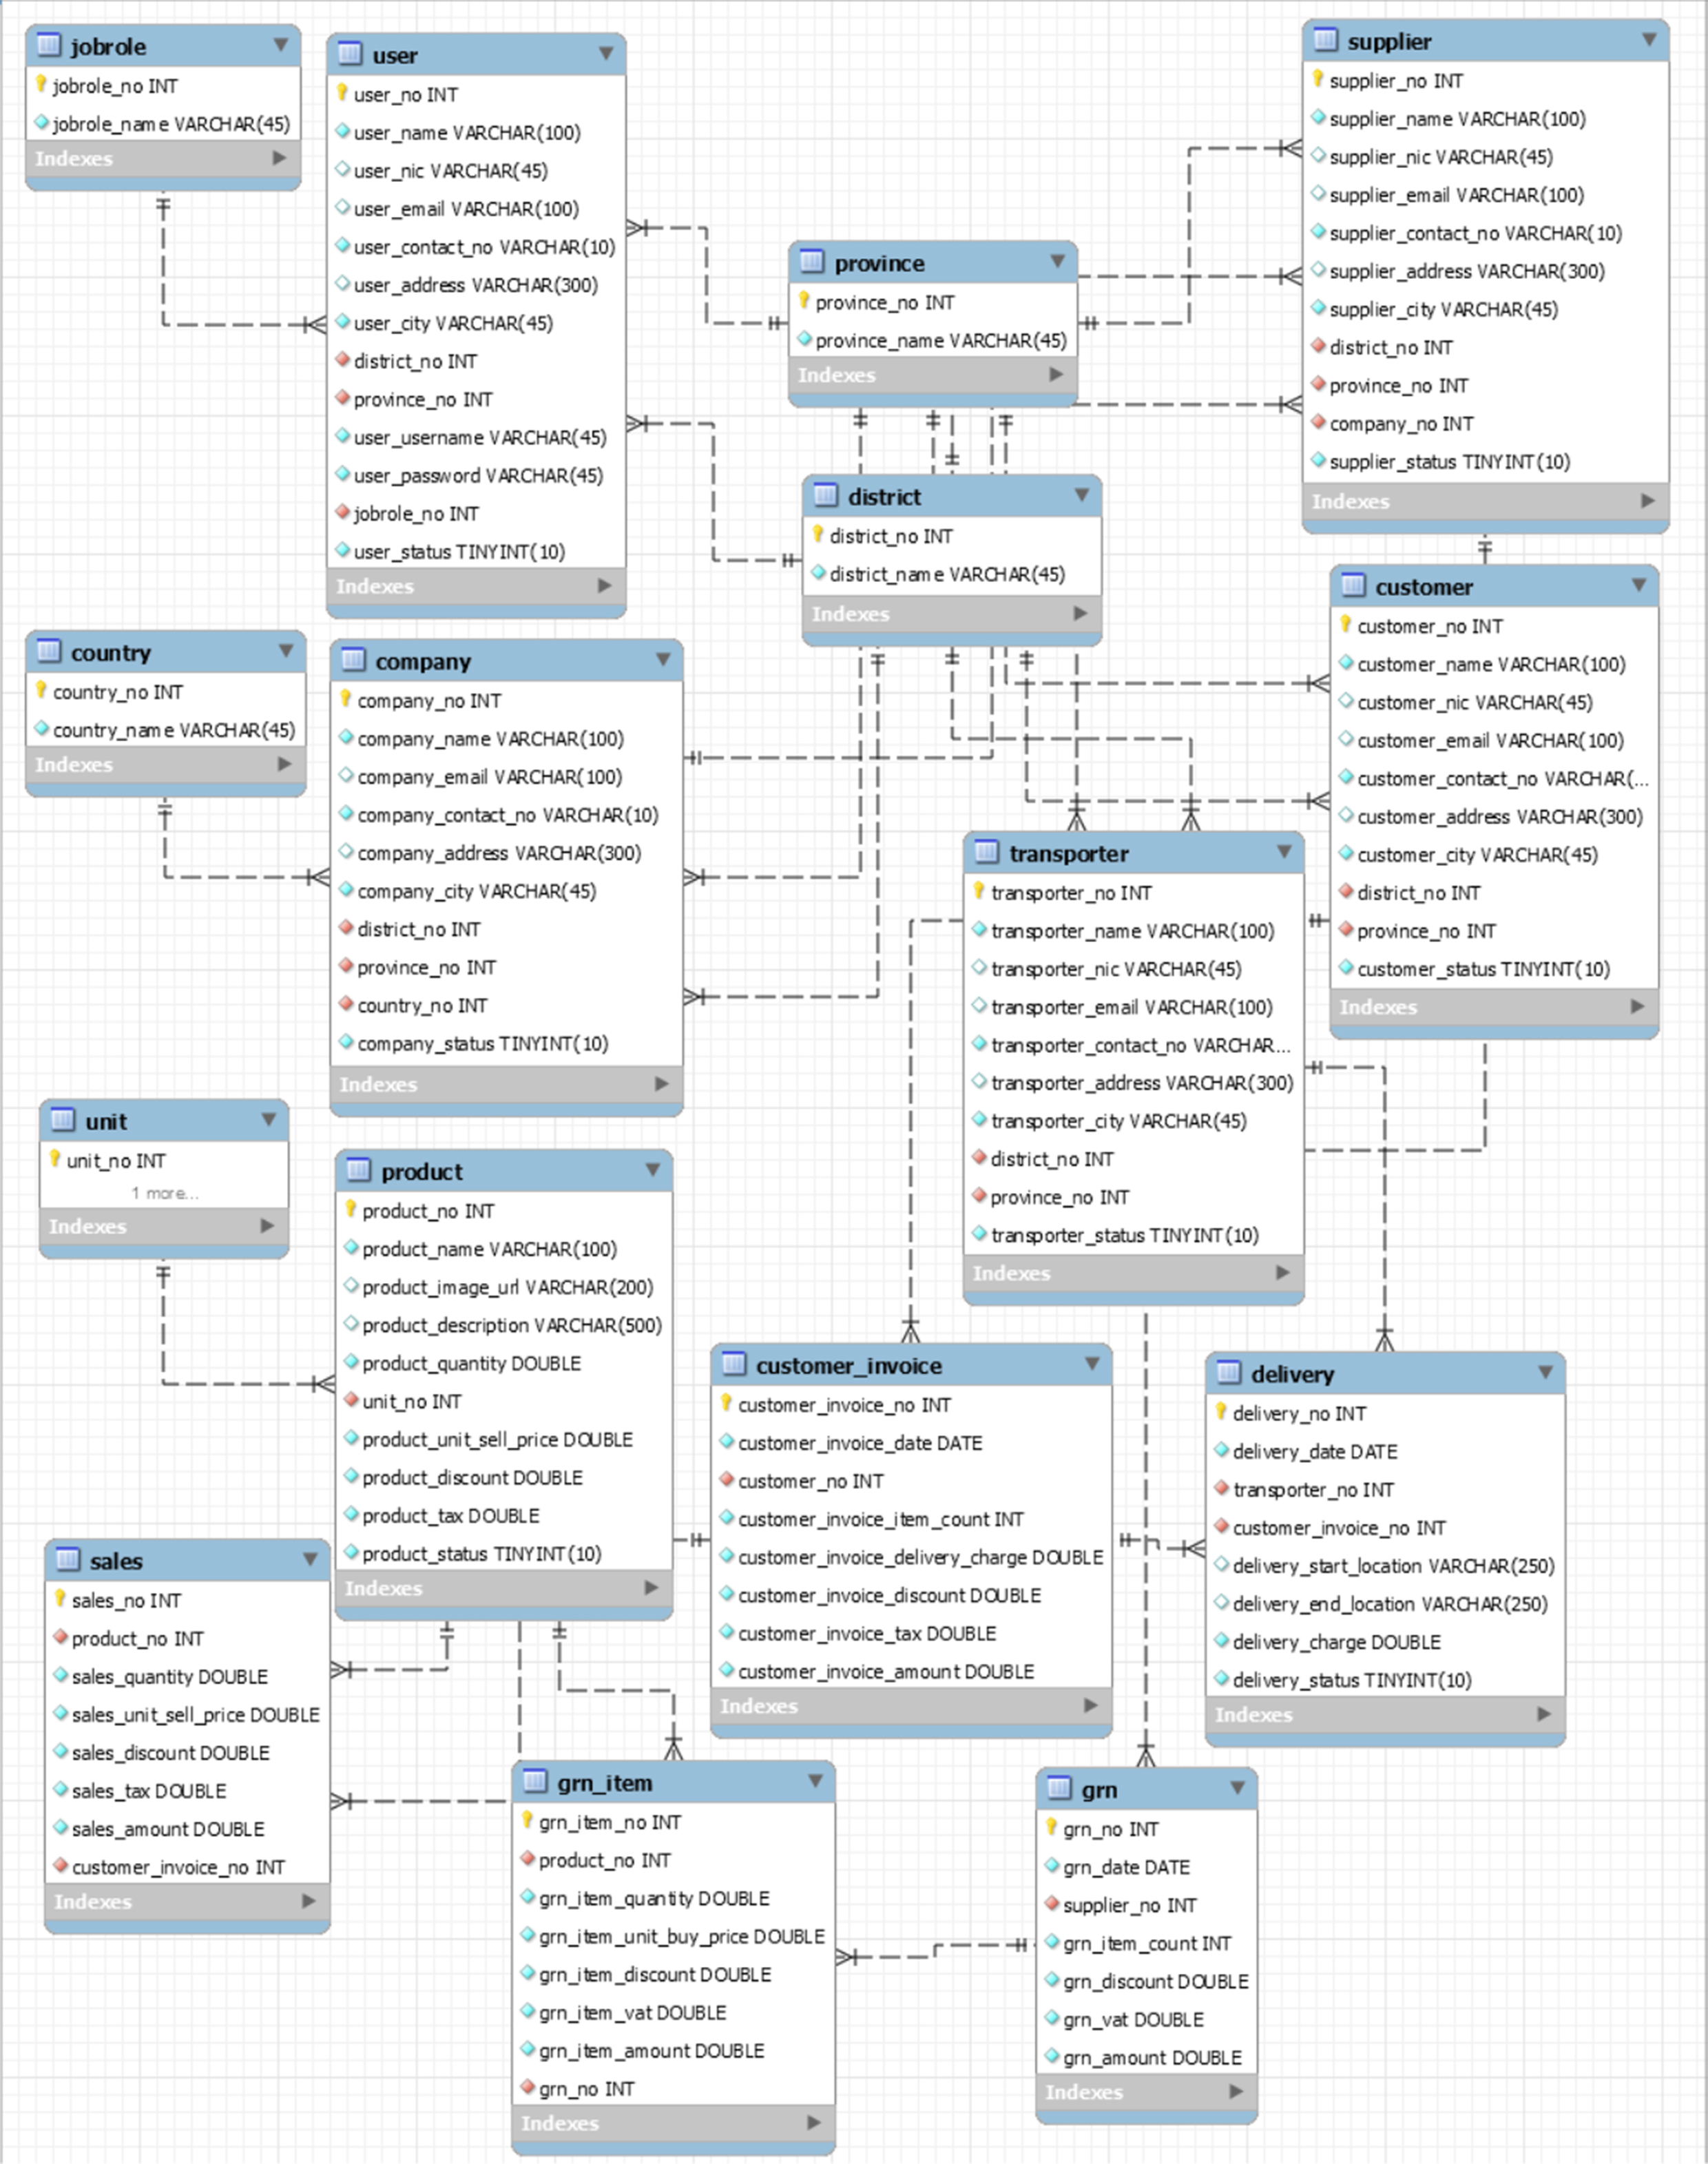 jobrole
jobrole_no INT
jobrole_name VARCHAR(45)
Indexes
user
user_no INT
user_name VARCHAR(100)
user_nic VARCHAR(45)
user_email VARCHAR(100)
user_contact_no VARCHAR(10)
user_address VARCHAR(300)
user_city VARCHAR(45)
district_no INT
province_no INT
user_username VARCHAR(45)
user_password VARCHAR(45)
jobrole_no INT
user_status TINYINT(10)
Indexes
province
province_no INT
province_name VARCHAR(45)
Indexes
supplier
supplier_no INT
supplier_name VARCHAR(100)
supplier_nic VARCHAR(45)
supplier_email VARCHAR(100)
supplier_contact_no VARCHAR(10)
supplier_address VARCHAR(300)
supplier_city VARCHAR(45)
district_no INT
province_no INT
company_no INT
supplier_status TINYINT(10)
Indexes
district
district_no INT
district_name VARCHAR(45)
Indexes
country
country_no INT
country_name VARCHAR(45)
Indexes
company
company_no INT
company_name VARCHAR(100)
company_email VARCHAR(100)
company_contact_no VARCHAR(10)
company_address VARCHAR(300)
company_city VARCHAR(45)
district_no INT
province_no INT
country_no INT
company_status TINYINT(10)
Indexes
customer
customer_no INT
customer_name VARCHAR(100)
customer_nic VARCHAR(45)
customer_email VARCHAR(100)
customer_contact_no VARCHAR(...
customer_address VARCHAR(300)
customer_city VARCHAR(45)
district_no INT
province_no INT
customer_status TINYINT(10)
Indexes
transporter
transporter_no INT
transporter_name VARCHAR(100)
transporter_nic VARCHAR(45)
transporter_email VARCHAR(100)
transporter_contact_no VARCHAR...
transporter_address VARCHAR(300)
transporter_city VARCHAR(45)
district_no INT
province_no INT
transporter_status TINYINT(10)
Indexes
unit
unit_no INT
1 more...
Indexes
product
product_no INT
product_name VARCHAR(100)
product_image_url VARCHAR(200)
product_description VARCHAR(500)
product_quantity DOUBLE
unit_no INT
product_unit_sell_price DOUBLE
product_discount DOUBLE
product_tax DOUBLE
product_status TINYINT(10)
Indexes
customer_invoice
customer_invoice_no INT
customer_invoice_date DATE
customer_no INT
customer_invoice_item_count INT
customer_invoice_delivery_charge DOUBLE
customer_invoice_discount DOUBLE
customer_invoice_tax DOUBLE
customer_invoice_amount DOUBLE
Indexes
delivery
delivery_no INT
delivery_date DATE
transporter_no INT
customer_invoice_no INT
delivery_start_location VARCHAR(250)
delivery_end_location VARCHAR(250)
delivery_charge DOUBLE
delivery_status TINYINT(10)
Indexes
sales
sales_no INT
product_no INT
sales_quantity DOUBLE
sales_unit_sell_price DOUBLE
sales_discount DOUBLE
sales_tax DOUBLE
sales_amount DOUBLE
customer_invoice_no INT
Indexes
grn_item
grn_item_no INT
product_no INT
grn_item_quantity DOUBLE
grn_item_unit_buy_price DOUBLE
grn_item_discount DOUBLE
grn_item_vat DOUBLE
grn_item_amount DOUBLE
grn_no INT
Indexes
grn
grn_no INT
grn_date DATE
supplier_no INT
grn_item_count INT
grn_discount DOUBLE
grn_vat DOUBLE
grn_amount DOUBLE
Indexes